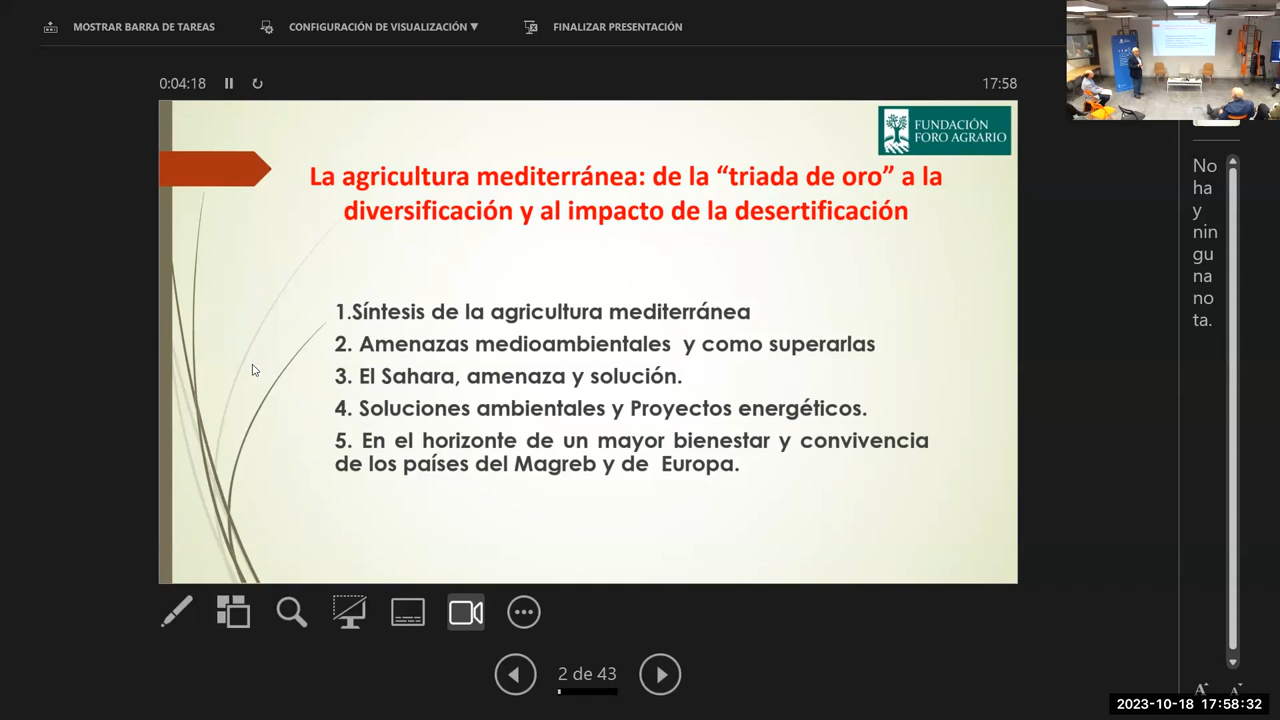 MOSTRAR BARRA DE TAREAS
CONFIGURACIÓN DE VISUALIZACIÓN ▼
FINALIZAR PRESENTACIÓN
0:04:18
17:58
FUNDACIÓN
FORO AGRARIO
La agricultura mediterránea: de la “triada de oro” a la
diversificación y al impacto de la desertificación
1.Síntesis de la agricultura mediterránea
2. Amenazas medioambientales y como superarlas
3. El Sahara, amenaza y solución.
4. Soluciones ambientales y Proyectos energéticos.
5. En el horizonte de un mayor bienestar y convivencia
de los países del Magreb y de Europa.
No
ha
y
nin
gu
na
no
ta.
2 de 43
A A
2023-10-18 17:58:32